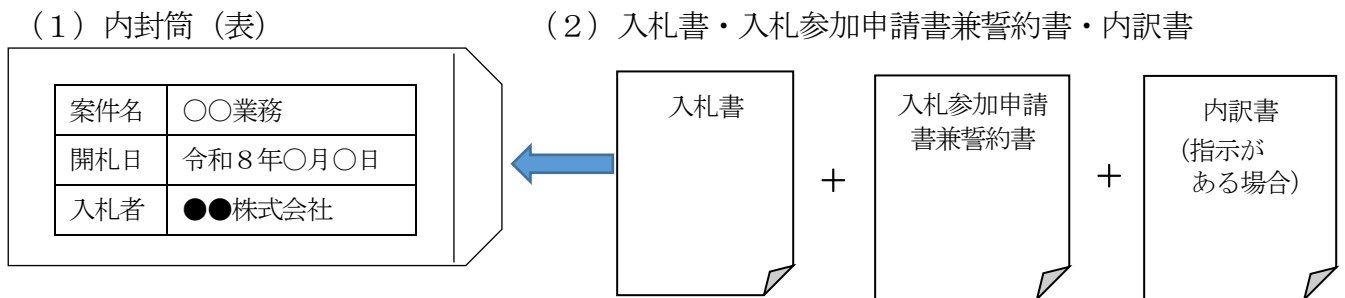 （１）内封筒（表）
（２）入札書・入札参加申請書兼誓約書・内訳書
案件名 ○○業務
開札日 令和８年○月○日
入札者 ●●株式会社
入札書
＋
入札参加申請
書兼誓約書
＋
内訳書
（指示が
ある場合）